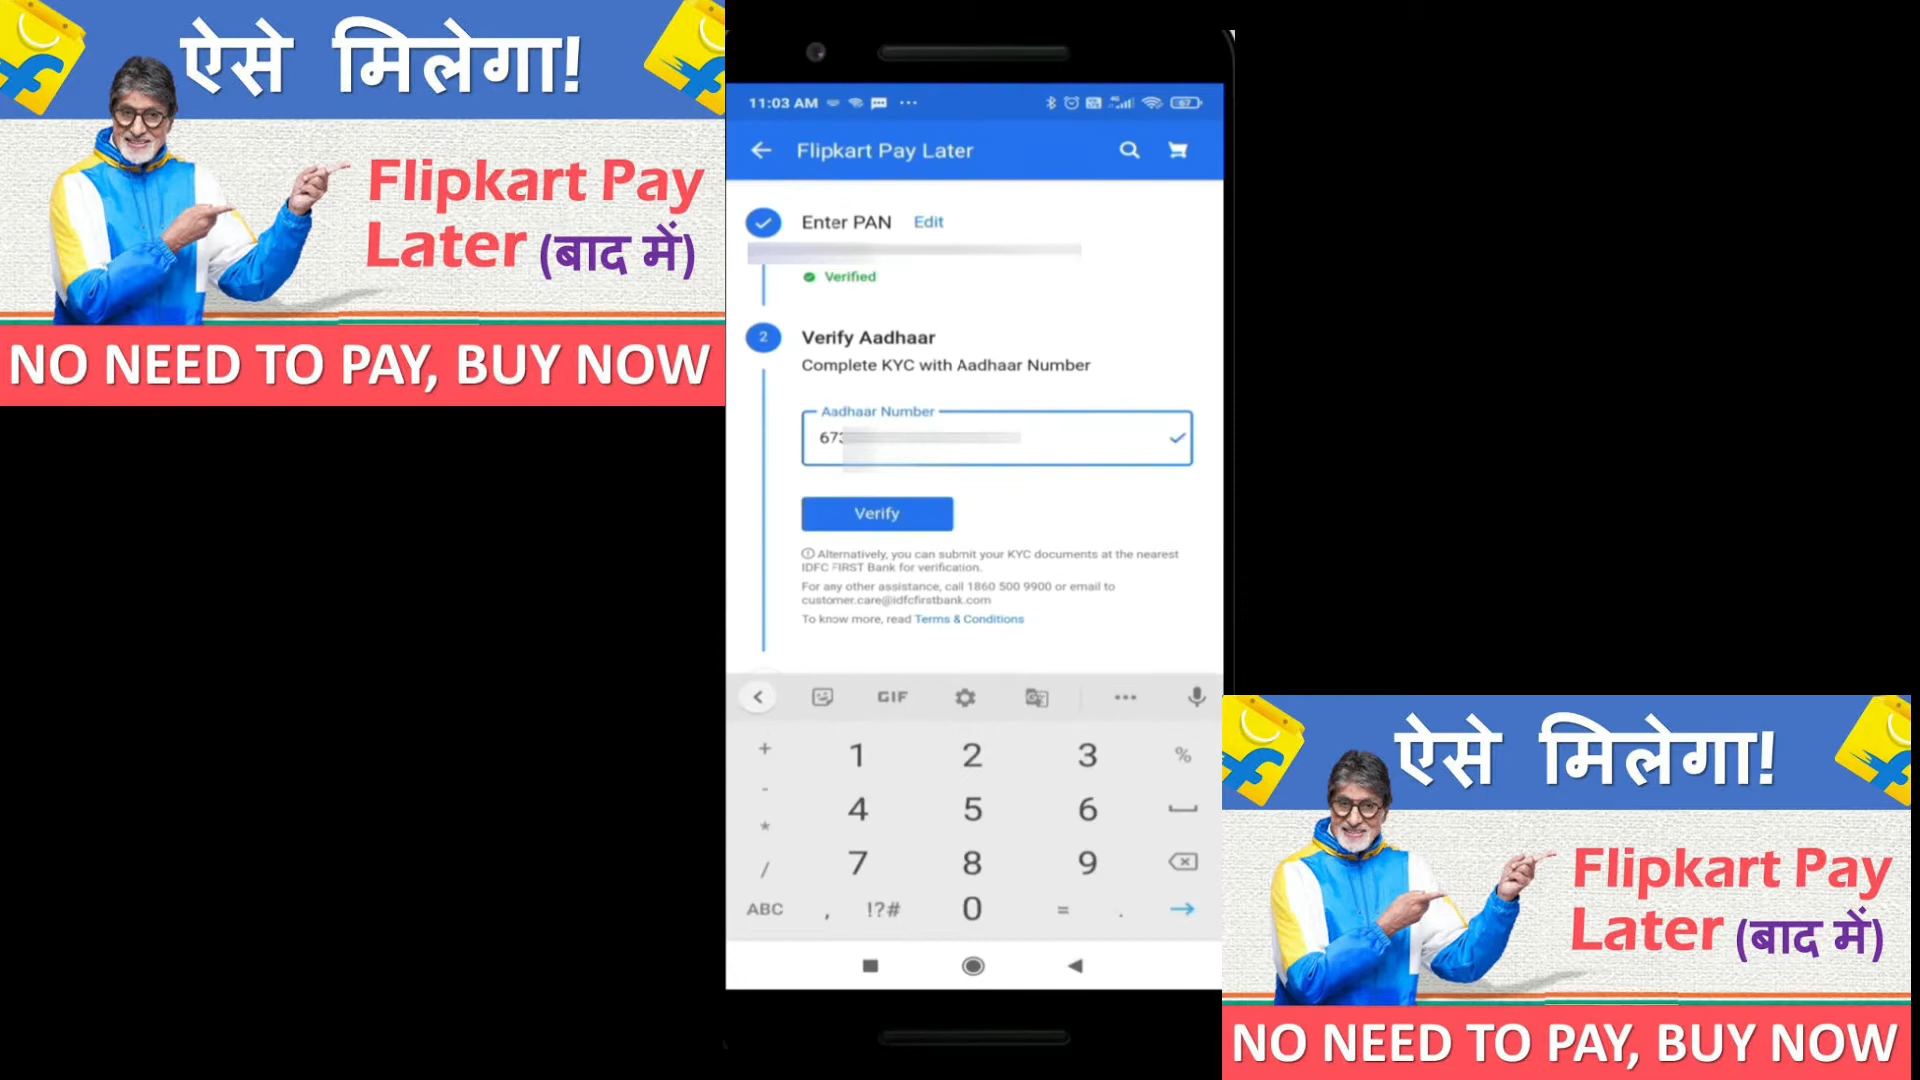 ऐसे मिलेगा!
Flipkart Pay
Later (बाद में)
NO NEED TO PAY, BUY NOW
11:03 AM
67
Flipkart Pay Later
Enter PAN Edit
Verified
2
Verify Aadhaar
Complete KYC with Aadhaar Number
Aadhaar Number
673
Verify
Alternatively, you can submit your KYC documents at the nearest
IDFC FIRST Bank for verification.
For any other assistance, call 1860 500 9900 or email to
customer.care@idfcfirstbank.com
To know more, read Terms & Conditions
GIF
+ 1 2 3 %
- 4 5 6
*
/ 7 8 9
ABC , !?# 0 = .
ऐसे मिलेगा!
Flipkart Pay
Later (बाद में)
NO NEED TO PAY, BUY NOW